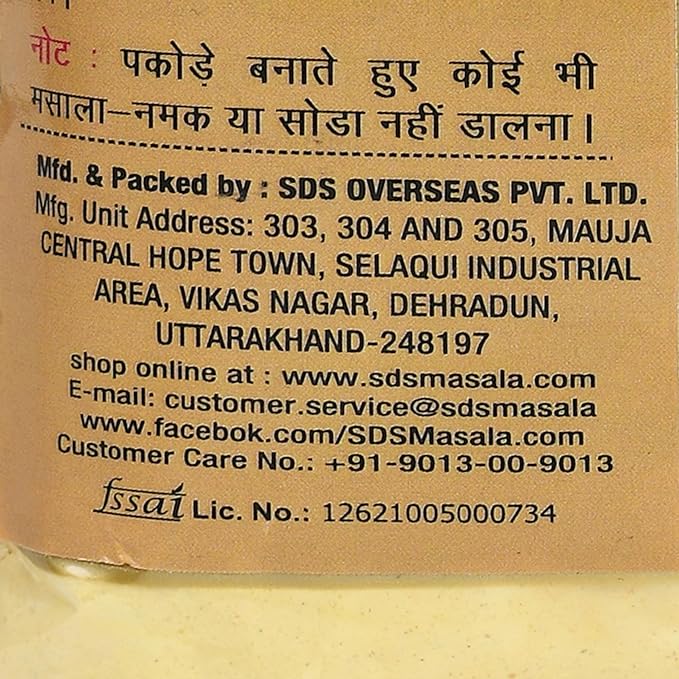 नोट : पकोड़े बनाते हुए कोई भी
मसाला-नमक या सोडा नहीं डालना।
Mfd. & Packed by : SDS OVERSEAS PVT. LTD.
Mfg. Unit Address: 303, 304 AND 305, MAUJA
CENTRAL HOPE TOWN, SELAQUI INDUSTRIAL
AREA, VIKAS NAGAR, DEHRADUN,
UTTARAKHAND-248197
shop online at : www.sdsmasala.com
E-mail: customer.service@sdsmasala
www.facebok.com/SDSMasala.com
Customer Care No.: +91-9013-00-9013
fssai Lic. No.: 12621005000734